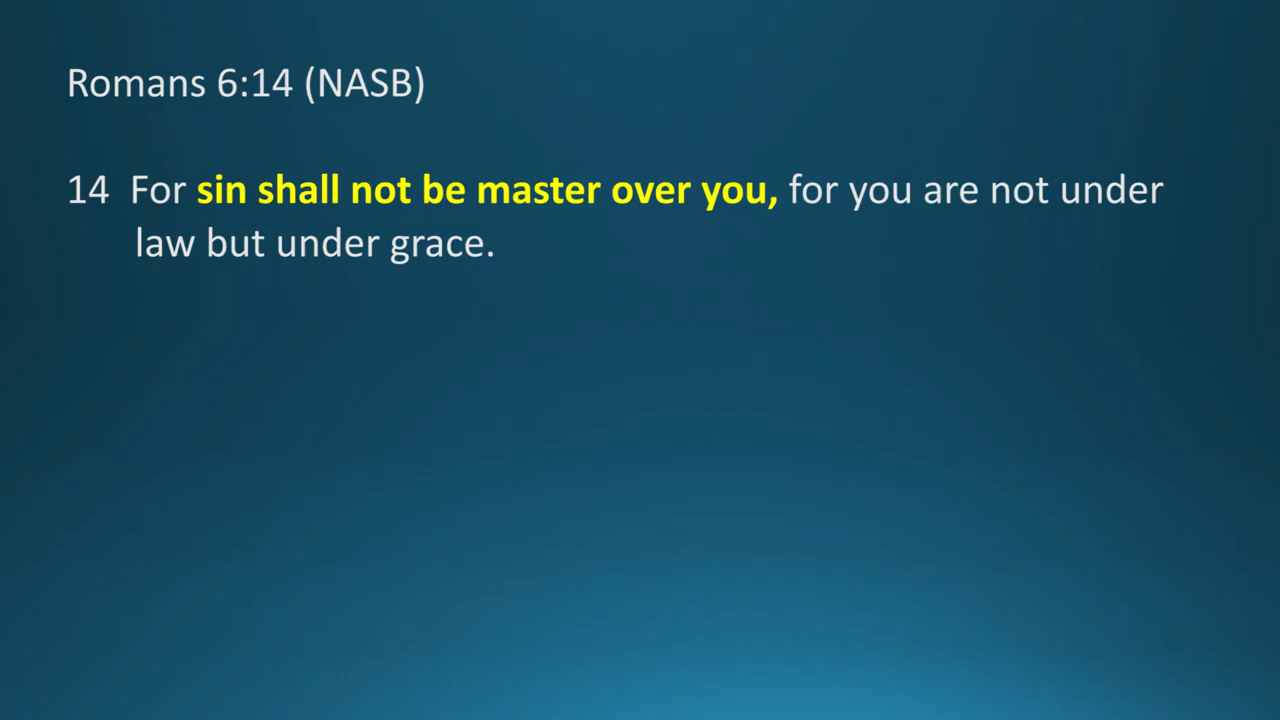 Romans 6:14 (NASB)
14 For sin shall not be master over you, for you are not under
law but under grace.